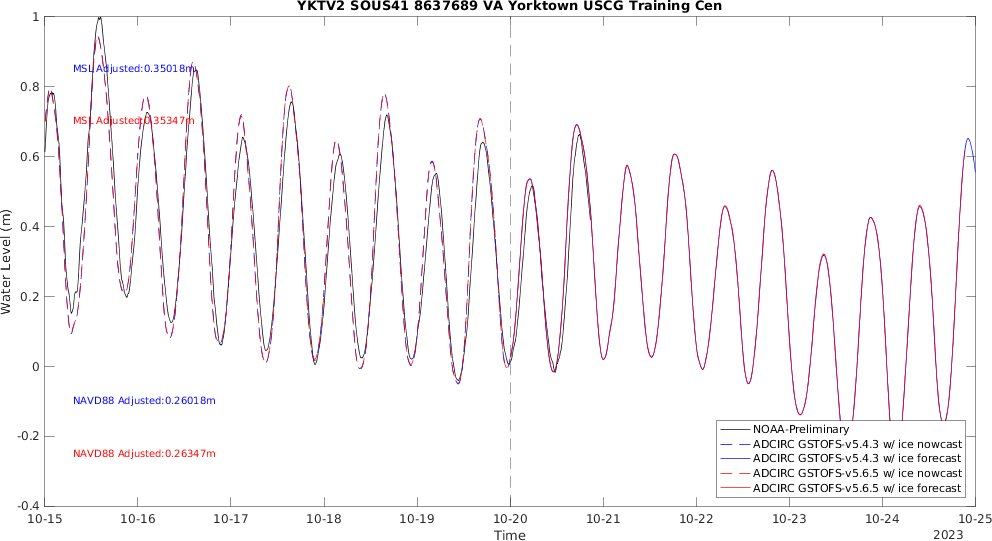 YKTV2 SOUS41 8637689 VA Yorktown USCG Training Cen
1
0.8
0.6
0.4
0.2
0
-0.2
-0.4
Water Level (m)
MSL Adjusted:0.35018m
MSL Adjusted:0.35347m
NAVD88 Adjusted:0.26018m
NAVD88 Adjusted:0.26347m
NOAA-Preliminary
ADCIRC GSTOFS-v5.4.3 w/ ice nowcast
ADCIRC GSTOFS-v5.4.3 w/ ice forecast
ADCIRC GSTOFS-v5.6.5 w/ ice nowcast
ADCIRC GSTOFS-v5.6.5 w/ ice forecast
10-15 10-16 10-17 10-18 10-19 10-20 10-21 10-22 10-23 10-24 10-25
Time
2023